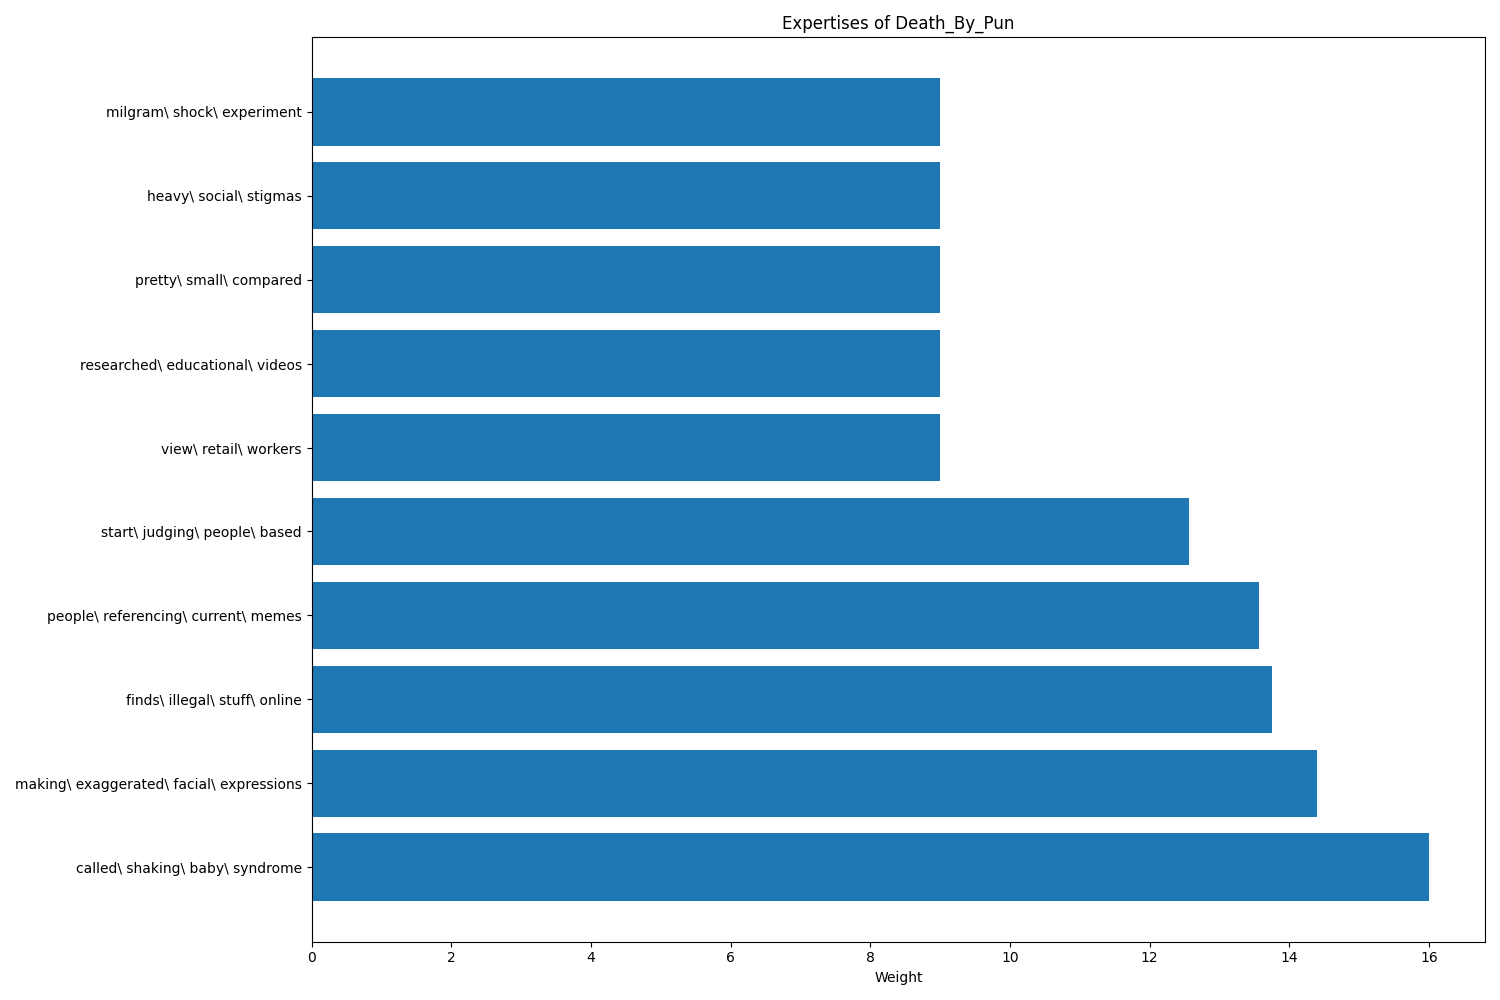 Expertises of Death_By_Pun
milgram\ shock\ experiment
heavy\ social\ stigmas
pretty\ small\ compared
researched\ educational\ videos
view\ retail\ workers
start\ judging\ people\ based
people\ referencing\ current\ memes
finds\ illegal\ stuff\ online
making\ exaggerated\ facial\ expressions
called\ shaking\ baby\ syndrome
0 2 4 6 8 10 12 14 16
Weight